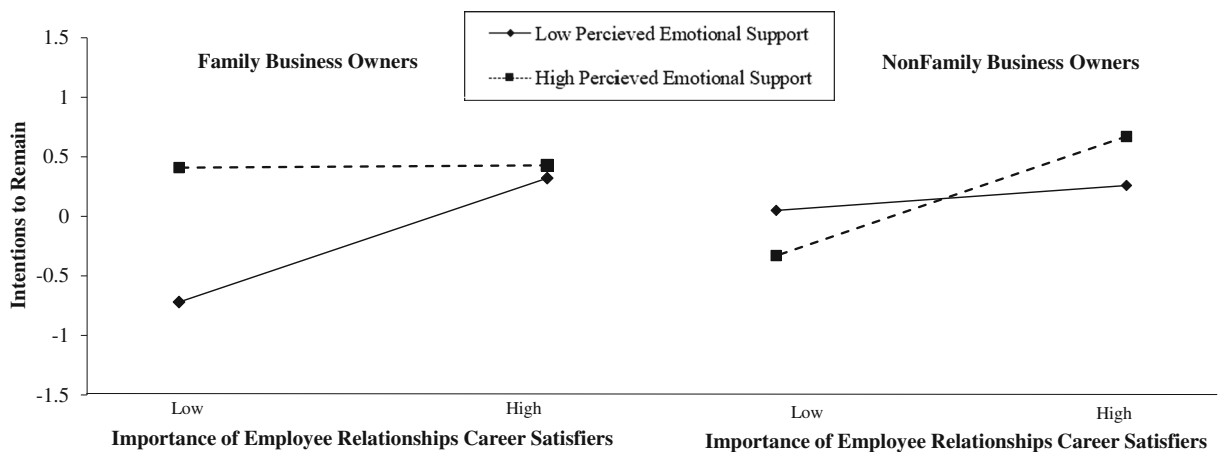 Low Percieved Emotional Support
High Percieved Emotional Support
Family Business Owners
NonFamily Business Owners
Intentions to Remain
1.5
1
0.5
0
-0.5
-1
-1.5
Low
High
Low
High
Importance of Employee Relationships Career Satisfiers
Importance of Employee Relationships Career Satisfiers